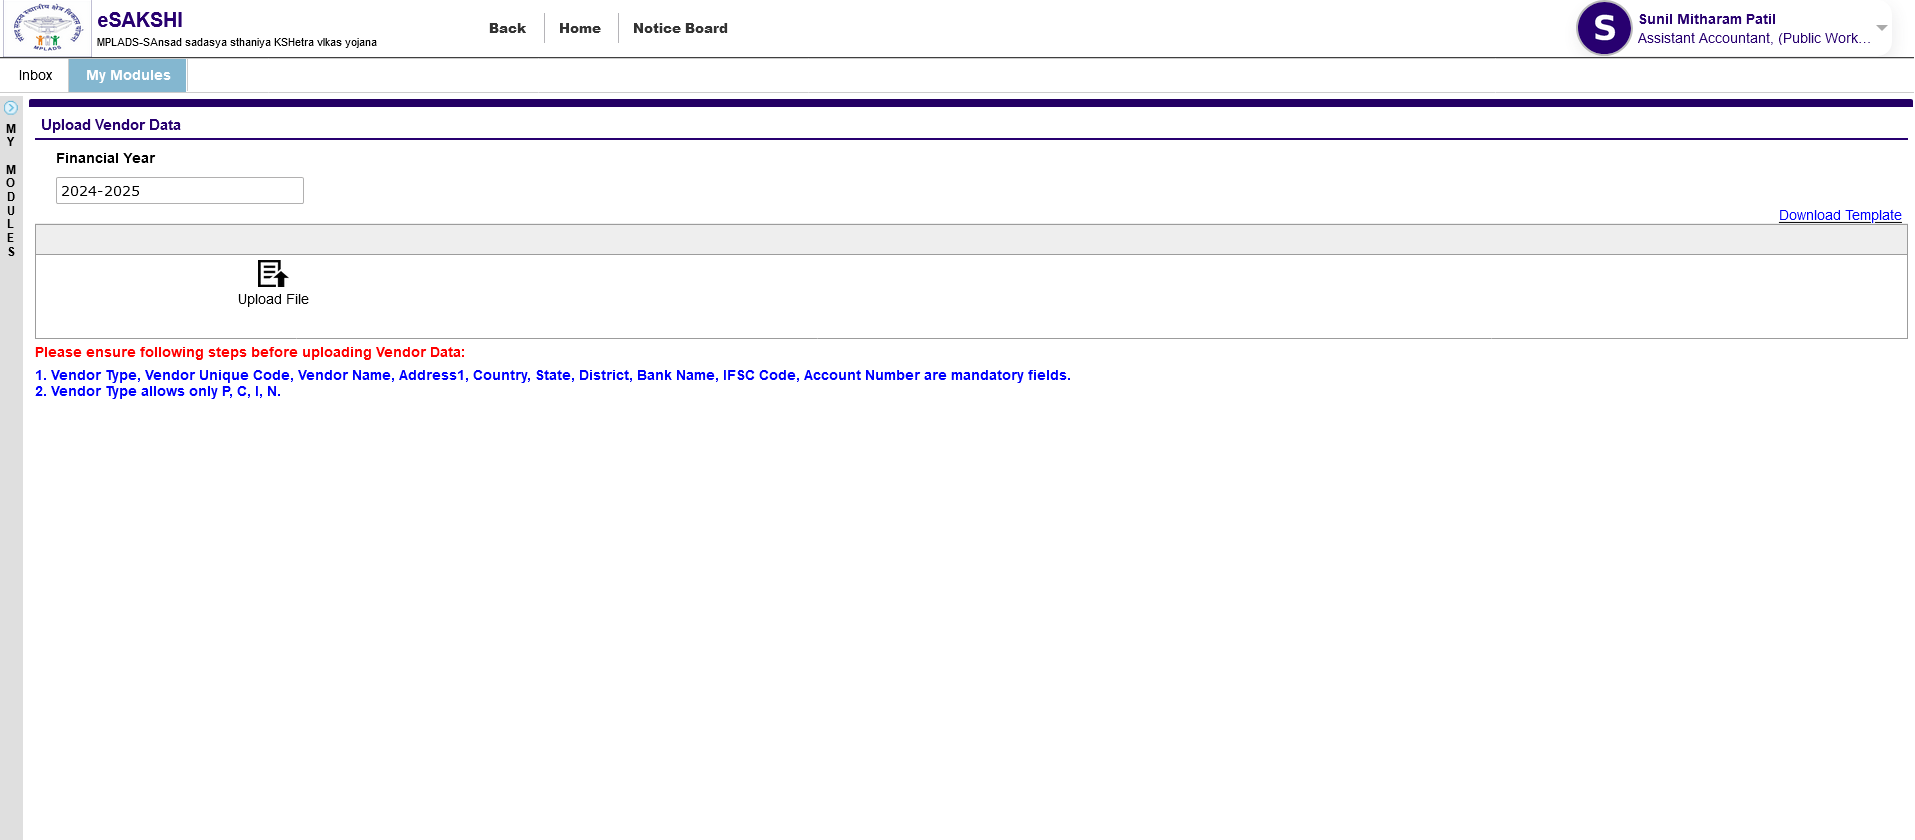 eSAKSHI
MPLADS-SAnsad sadasya sthaniya KSHetra vIkas yojana
MPLADS
Back
Home
Notice Board
S
Sunil Mitharam Patil
Assistant Accountant, (Public Work...
Inbox
My Modules
MY MODULES
Upload Vendor Data
Financial Year
2024-2025
Download Template
Upload File
Please ensure following steps before uploading Vendor Data:
1. Vendor Type, Vendor Unique Code, Vendor Name, Address1, Country, State, District, Bank Name, IFSC Code, Account Number are mandatory fields.
2. Vendor Type allows only P, C, I, N.